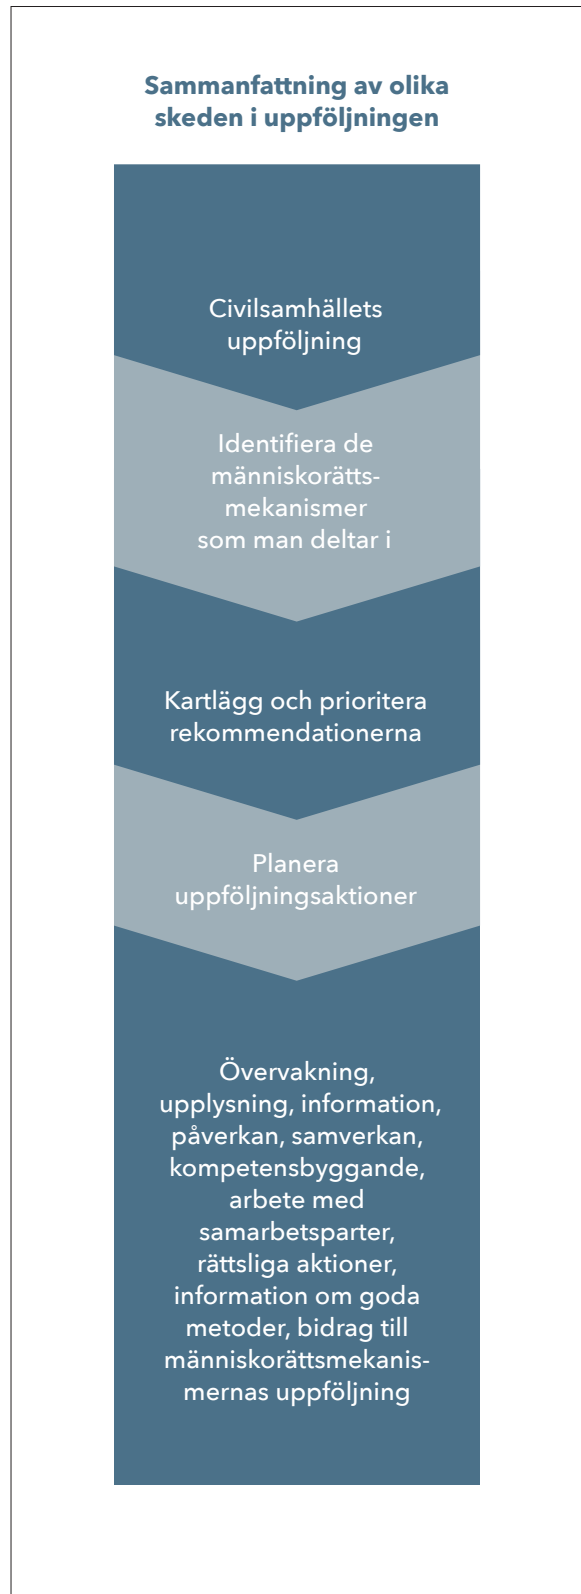 Sammanfattning av olika
skeden i uppföljningen
Civilsamhällets
uppföljning
Identifiera de
människorätts-
mekanismer
som man deltar i
Kartlägg och prioritera
rekommendationerna
Planera
uppföljningsaktioner
Övervakning,
upplysning, information,
påverkan, samverkan,
kompetensbyggande,
arbete med
samarbetsparter,
rättsliga aktioner,
information om goda
metoder, bidrag till
människorättsmekanis-
mernas uppföljning